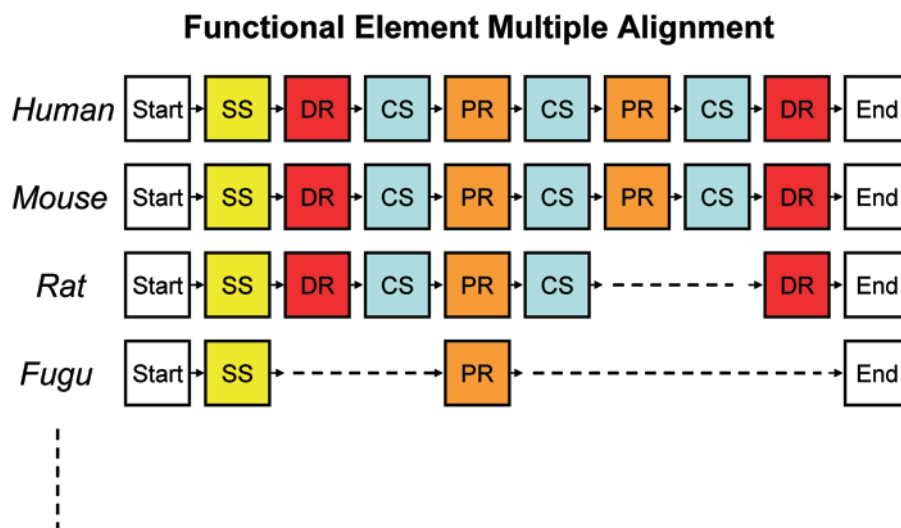 Functional Element Multiple Alignment
Human Start SS DR CS PR CS PR CS DR End
Mouse Start SS DR CS PR CS PR CS DR End
Rat Start SS DR CS PR CS DR End
Fugu Start SS PR End